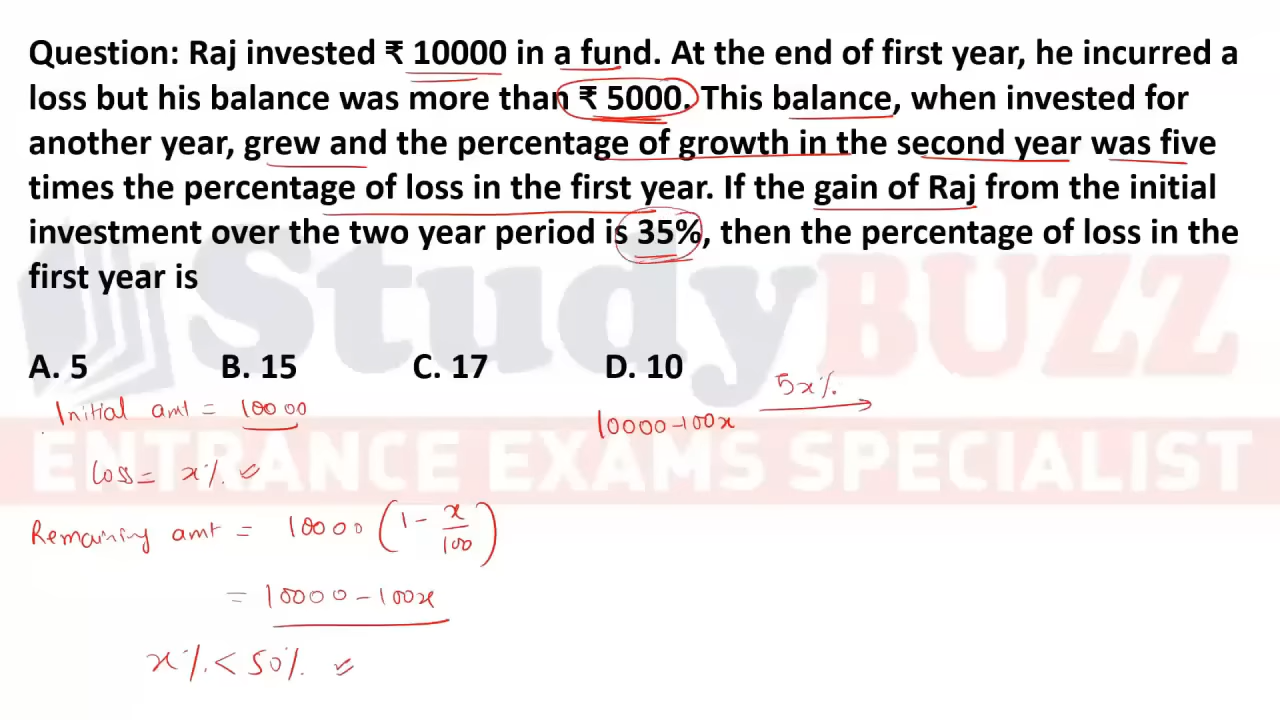 Question: Raj invested ₹ 10000 in a fund. At the end of first year, he incurred a
loss but his balance was more than ₹ 5000. This balance, when invested for
another year, grew and the percentage of growth in the second year was five
times the percentage of loss in the first year. If the gain of Raj from the initial
investment over the two year period is 35%, then the percentage of loss in the
first year is
StudyBUZZ
A. 5 B. 15 C. 17 D. 10
5x%
Initial amt = 10000
10000-100x
ENTRANCE EXAMS SPECIALIST
loss = x%
Remaining amt = 10000 (1 - x/100)
= 10000 - 100x
x% < 50%